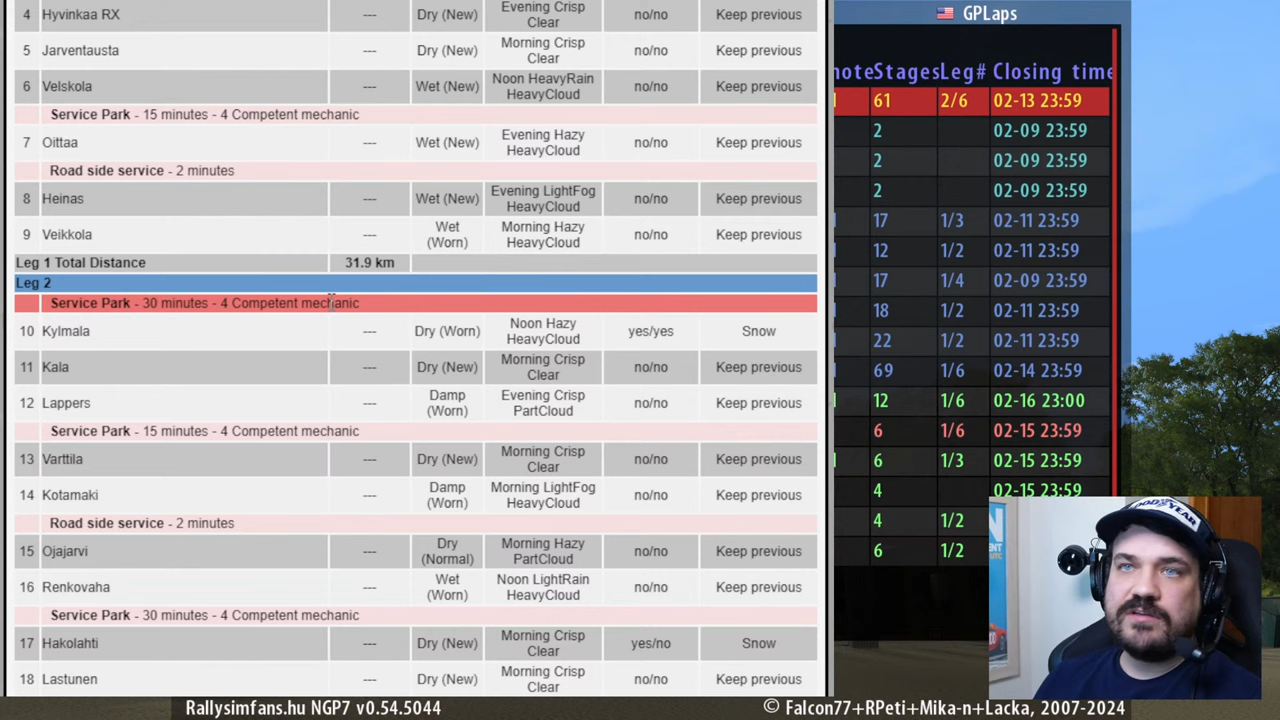 4 Hyvinkaa RX --- Dry (New) Evening Crisp Clear no/no Keep previous
5 Jarventausta --- Dry (New) Morning Crisp Clear no/no Keep previous
6 Velskola --- Wet (New) Noon HeavyRain HeavyCloud no/no Keep previous
Service Park - 15 minutes - 4 Competent mechanic
7 Oittaa --- Wet (New) Evening Hazy HeavyCloud no/no Keep previous
Road side service - 2 minutes
8 Heinas --- Wet (New) Evening LightFog HeavyCloud no/no Keep previous
9 Veikkola --- Wet (Worn) Morning Hazy HeavyCloud no/no Keep previous
Leg 1 Total Distance 31.9 km
Leg 2
Service Park - 30 minutes - 4 Competent mechanic
10 Kylmala --- Dry (Worn) Noon Hazy HeavyCloud yes/yes Snow
11 Kala --- Dry (New) Morning Crisp Clear no/no Keep previous
12 Lappers --- Damp (Worn) Evening Crisp PartCloud no/no Keep previous
Service Park - 15 minutes - 4 Competent mechanic
13 Varttila --- Dry (New) Morning Crisp Clear no/no Keep previous
14 Kotamaki --- Damp (Worn) Morning LightFog HeavyCloud no/no Keep previous
Road side service - 2 minutes
15 Ojajarvi --- Dry (Normal) Morning Hazy PartCloud no/no Keep previous
16 Renkovaha --- Wet (Worn) Noon LightRain HeavyCloud no/no Keep previous
Service Park - 30 minutes - 4 Competent mechanic
17 Hakolahti --- Dry (New) Morning Crisp Clear yes/no Snow
18 Lastunen --- Dry (New) Morning Crisp Clear no/no Keep previous
GPLaps
note Stages Leg# Closing time
61 2/6 02-13 23:59
2 02-09 23:59
2 02-09 23:59
2 02-09 23:59
17 1/3 02-11 23:59
12 1/2 02-11 23:59
17 1/4 02-09 23:59
18 1/2 02-11 23:59
22 1/2 02-11 23:59
69 1/6 02-14 23:59
12 1/6 02-16 23:00
6 1/6 02-15 23:59
6 1/3 02-15 23:59
4 02-15 23:59
4 1/2
6 1/2
GOODYEAR
Rallysimfans.hu NGP7 v0.54.5044
© Falcon77+RPeti+Mika-n+Lacka, 2007-2024